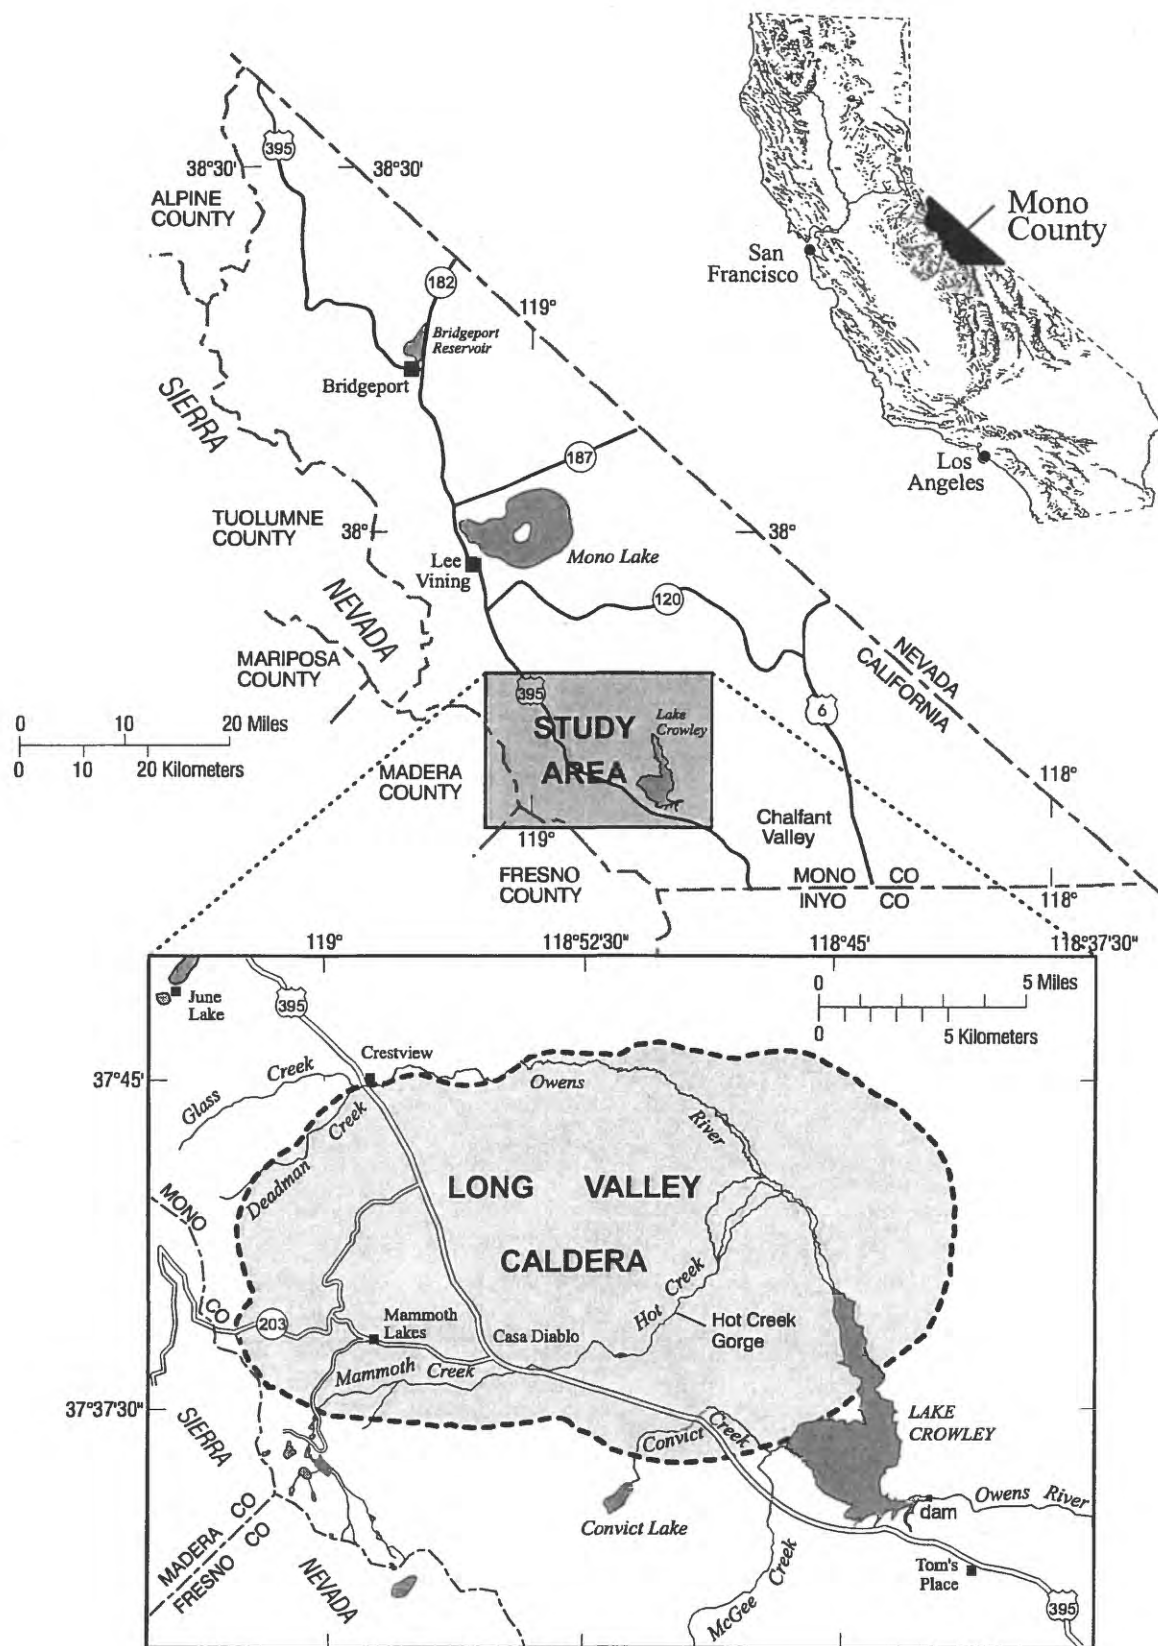 395
38°30'
38°30'
ALPINE
COUNTY
Mono
County
San
Francisco
182
119°
Bridgeport
Reservoir
Bridgeport
SIERRA
187
Los
Angeles
TUOLUMNE
COUNTY
38°
38°
Lee
Vining
Mono Lake
NEVADA
120
MARIPOSA
COUNTY
NEVADA
CALIFORNIA
395
6
0 10 20 Miles
0 10 20 Kilometers
STUDY
AREA
Lake
Crowley
MADERA
COUNTY
118°
Chalfant
Valley
119°
FRESNO
COUNTY
MONO CO
INYO CO
118°
119°
118°52'30"
118°45'
118°37'30"
June
Lake
395
0 5 Miles
0 5 Kilometers
Crestview
37°45'
Glass Creek
Owens
River
Deadman Creek
LONG VALLEY
CALDERA
MONO CO
203
Mammoth
Lakes
Casa Diablo
Hot Creek
Hot Creek
Gorge
Mammoth Creek
37°37'30"
SIERRA
Convict Creek
LAKE
CROWLEY
Convict Lake
dam
Owens River
MADERA CO
FRESNO CO
NEVADA
McGee Creek
Tom's
Place
395